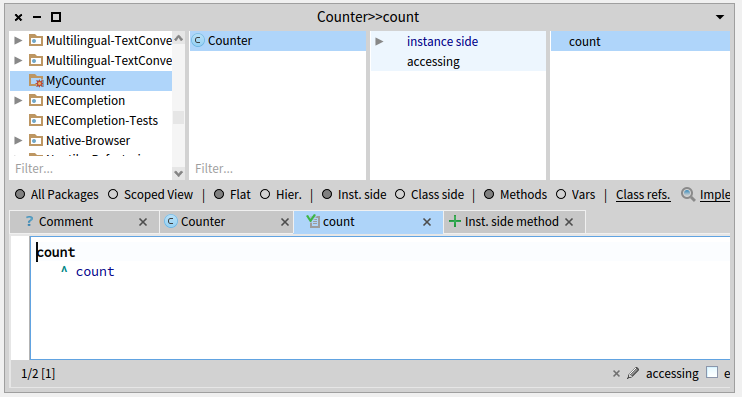 Counter>>count
Multilingual-TextConve
Multilingual-TextConve
MyCounter
NECompletion
NECompletion-Tests
Native-Browser
Filter...
C Counter
Filter...
instance side
accessing
count
All Packages Scoped View | Flat Hier. | Inst. side Class side | Methods Vars | Class refs. Imple
? Comment × C Counter × count × + Inst. side method ×
count
^ count
1/2 [1] × accessing e